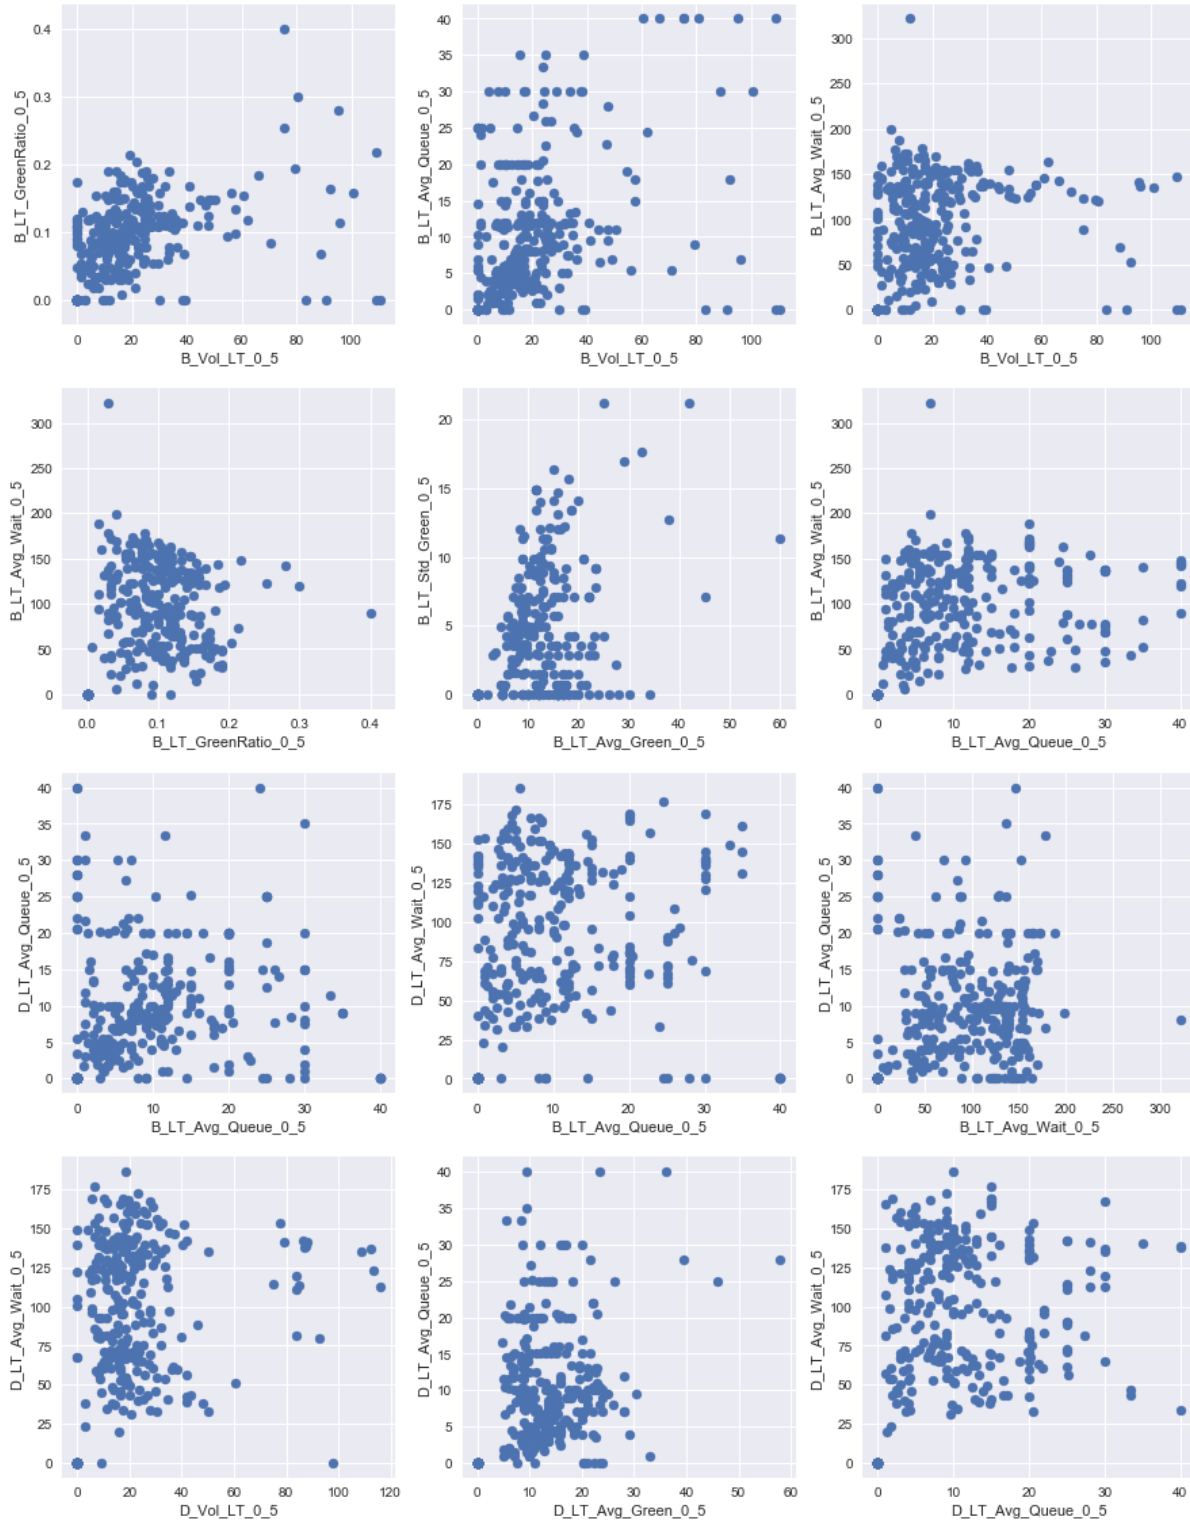 0.4
0.3
0.2
0.1
0.0
B_LT_GreenRatio_0_5
0 20 40 60 80 100
B_Vol_LT_0_5
40
35
30
25
20
15
10
5
0
B_LT_Avg_Queue_0_5
0 20 40 60 80 100
B_Vol_LT_0_5
300
250
200
150
100
50
0
B_LT_Avg_Wait_0_5
0 20 40 60 80 100
B_Vol_LT_0_5
300
250
200
150
100
50
0
B_LT_Avg_Wait_0_5
0.0 0.1 0.2 0.3 0.4
B_LT_GreenRatio_0_5
20
15
10
5
0
B_LT_Std_Green_0_5
0 10 20 30 40 50 60
B_LT_Avg_Green_0_5
300
250
200
150
100
50
0
B_LT_Avg_Wait_0_5
0 10 20 30 40
B_LT_Avg_Queue_0_5
40
35
30
25
20
15
10
5
0
D_LT_Avg_Queue_0_5
0 10 20 30 40
B_LT_Avg_Queue_0_5
175
150
125
100
75
50
25
0
D_LT_Avg_Wait_0_5
0 10 20 30 40
B_LT_Avg_Queue_0_5
40
35
30
25
20
15
10
5
0
D_LT_Avg_Queue_0_5
0 50 100 150 200 250 300
B_LT_Avg_Wait_0_5
175
150
125
100
75
50
25
0
D_LT_Avg_Wait_0_5
0 20 40 60 80 100 120
D_Vol_LT_0_5
40
35
30
25
20
15
10
5
0
D_LT_Avg_Queue_0_5
0 10 20 30 40 50 60
D_LT_Avg_Green_0_5
175
150
125
100
75
50
25
0
D_LT_Avg_Wait_0_5
0 10 20 30 40
D_LT_Avg_Queue_0_5